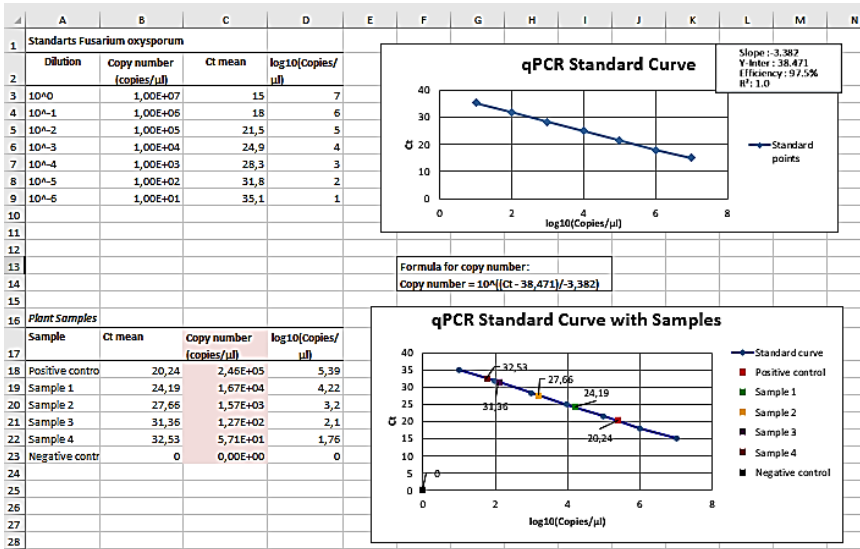 A B C D E F G H I J K L M N
1 Standarts Fusarium oxysporum
2 Dilution Copy number (copies/µl) Ct mean log10(Copies/µl)
3 10^0 1,00E+07 15 7
4 10^-1 1,00E+06 18 6
5 10^-2 1,00E+05 21,5 5
6 10^-3 1,00E+04 24,9 4
7 10^-4 1,00E+03 28,3 3
8 10^-5 1,00E+02 31,8 2
9 10^-6 1,00E+01 35,1 1
10
11
12
13
14
15
16 Plant Samples
17 Sample Ct mean Copy number (copies/µl) log10(Copies/µl)
18 Positive contro 20,24 2,46E+05 5,39
19 Sample 1 24,19 1,67E+04 4,22
20 Sample 2 27,66 1,57E+03 3,2
21 Sample 3 31,36 1,27E+02 2,1
22 Sample 4 32,53 5,71E+01 1,76
23 Negative contr 0 0,00E+00 0
24
25
26
27
28
qPCR Standard Curve
Slope :-3.382
Y-Inter : 38.471
Efficiency : 97.5%
R²: 1.0
40
30
20
10
0
Ct
0 2 4 6 8
log10(Copies/µl)
Standard points
Formula for copy number:
Copy number = 10^((Ct - 38,471)/-3,382)
qPCR Standard Curve with Samples
40
35
30
25
20
15
10
5
0
Ct
32,53
31,36
27,66
24,19
20,24
0
0 2 4 6 8
log10(Copies/µl)
Standard curve
Positive control
Sample 1
Sample 2
Sample 3
Sample 4
Negative control